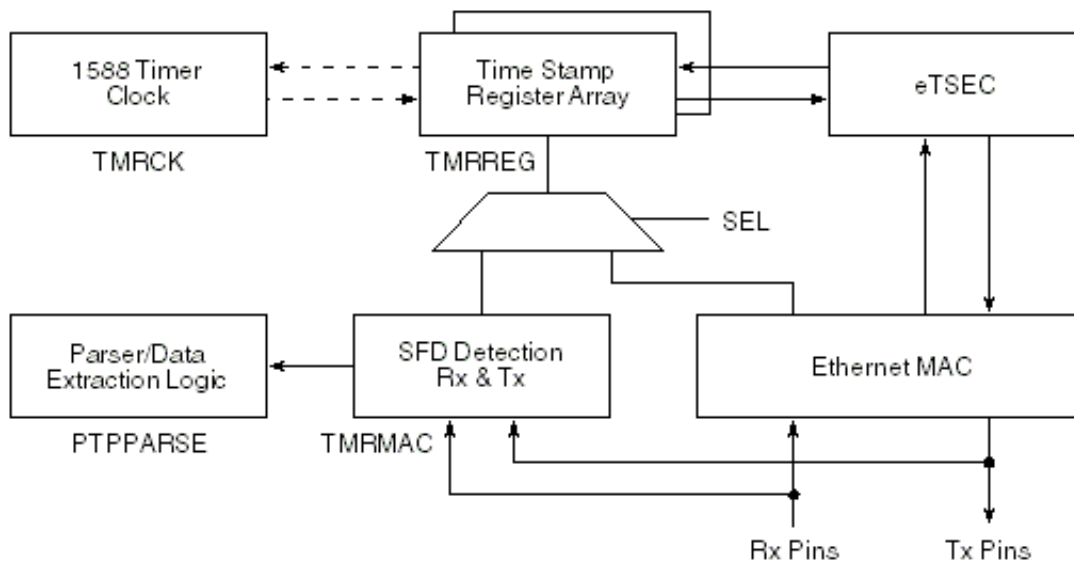 1588 Timer
Clock
Time Stamp
Register Array
eTSEC
TMRCK
TMRREG
SEL
Parser/Data
Extraction Logic
SFD Detection
Rx & Tx
Ethernet MAC
PTPPARSE
TMRMAC
Rx Pins
Tx Pins